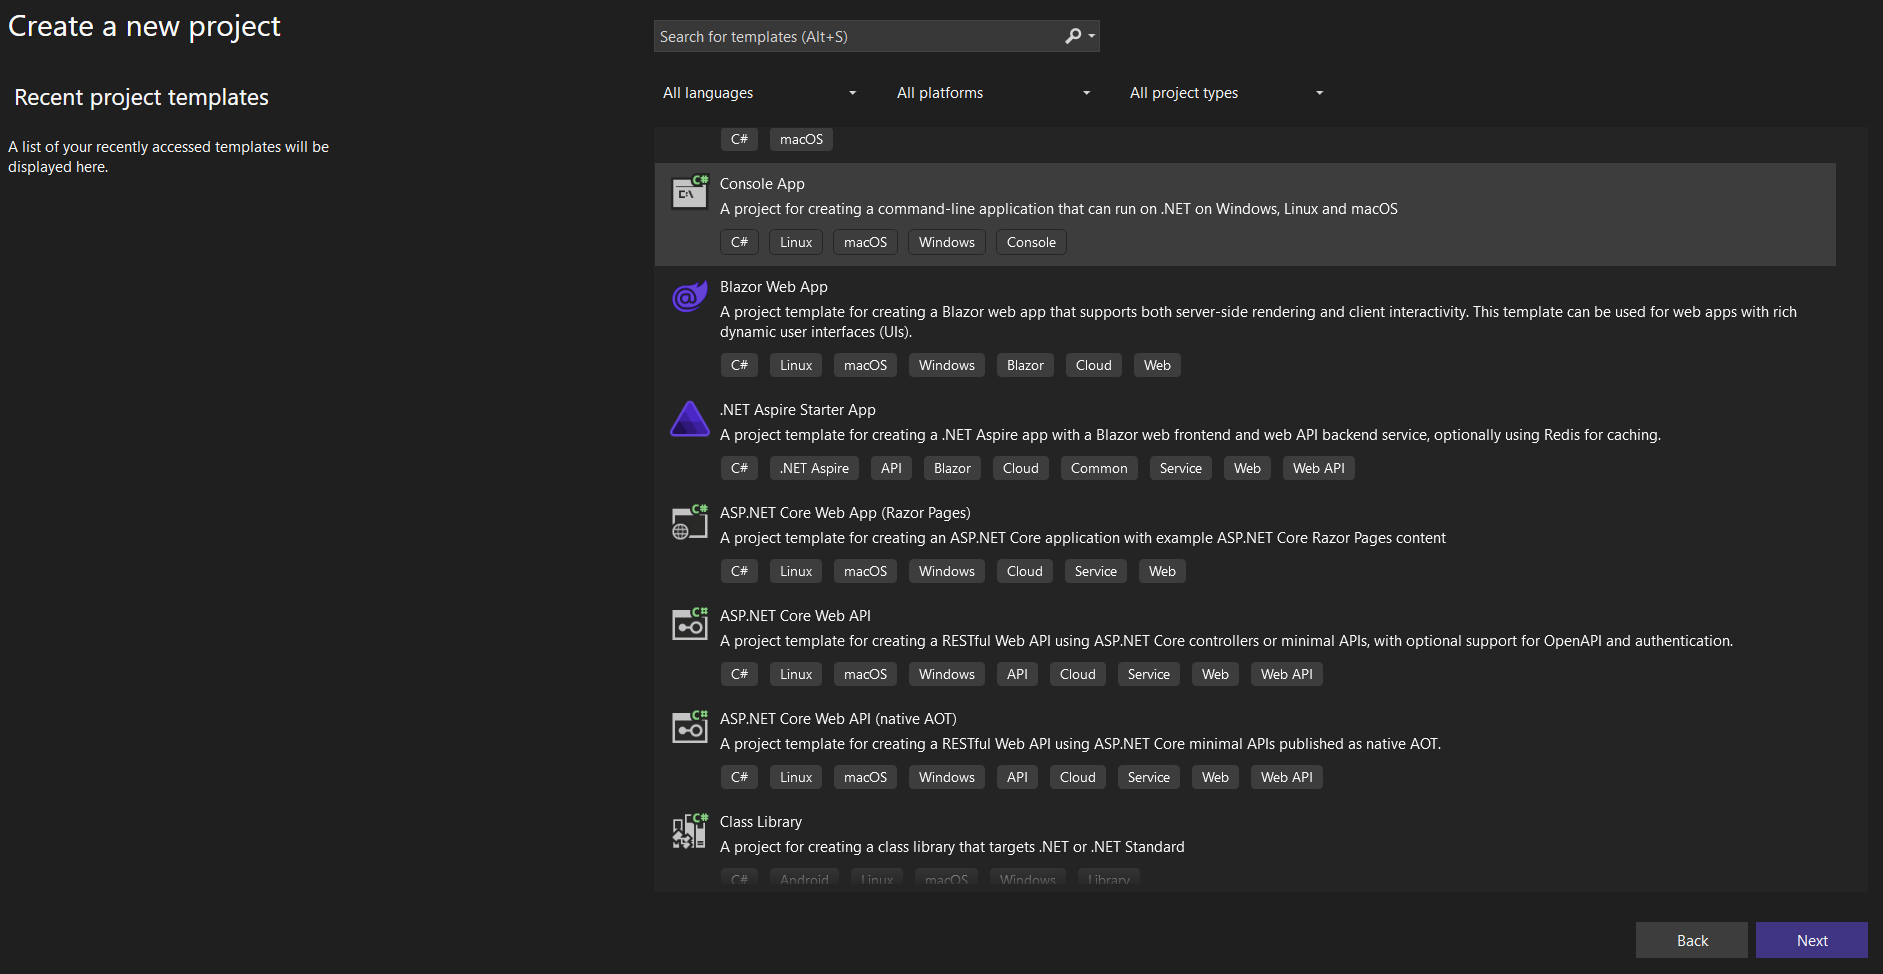 Create a new project
Search for templates (Alt+S)
Recent project templates
All languages
All platforms
All project types
A list of your recently accessed templates will be
displayed here.
C# macOS
C#
C:\
Console App
A project for creating a command-line application that can run on .NET on Windows, Linux and macOS
C# Linux macOS Windows Console
@
Blazor Web App
A project template for creating a Blazor web app that supports both server-side rendering and client interactivity. This template can be used for web apps with rich
dynamic user interfaces (UIs).
C# Linux macOS Windows Blazor Cloud Web
.NET Aspire Starter App
A project template for creating a .NET Aspire app with a Blazor web frontend and web API backend service, optionally using Redis for caching.
C# .NET Aspire API Blazor Cloud Common Service Web Web API
C#
ASP.NET Core Web App (Razor Pages)
A project template for creating an ASP.NET Core application with example ASP.NET Core Razor Pages content
C# Linux macOS Windows Cloud Service Web
C#
ASP.NET Core Web API
A project template for creating a RESTful Web API using ASP.NET Core controllers or minimal APIs, with optional support for OpenAPI and authentication.
C# Linux macOS Windows API Cloud Service Web Web API
C#
ASP.NET Core Web API (native AOT)
A project template for creating a RESTful Web API using ASP.NET Core minimal APIs published as native AOT.
C# Linux macOS Windows API Cloud Service Web Web API
C#
Class Library
A project for creating a class library that targets .NET or .NET Standard
C# Android Linux macOS Windows Library
Back
Next